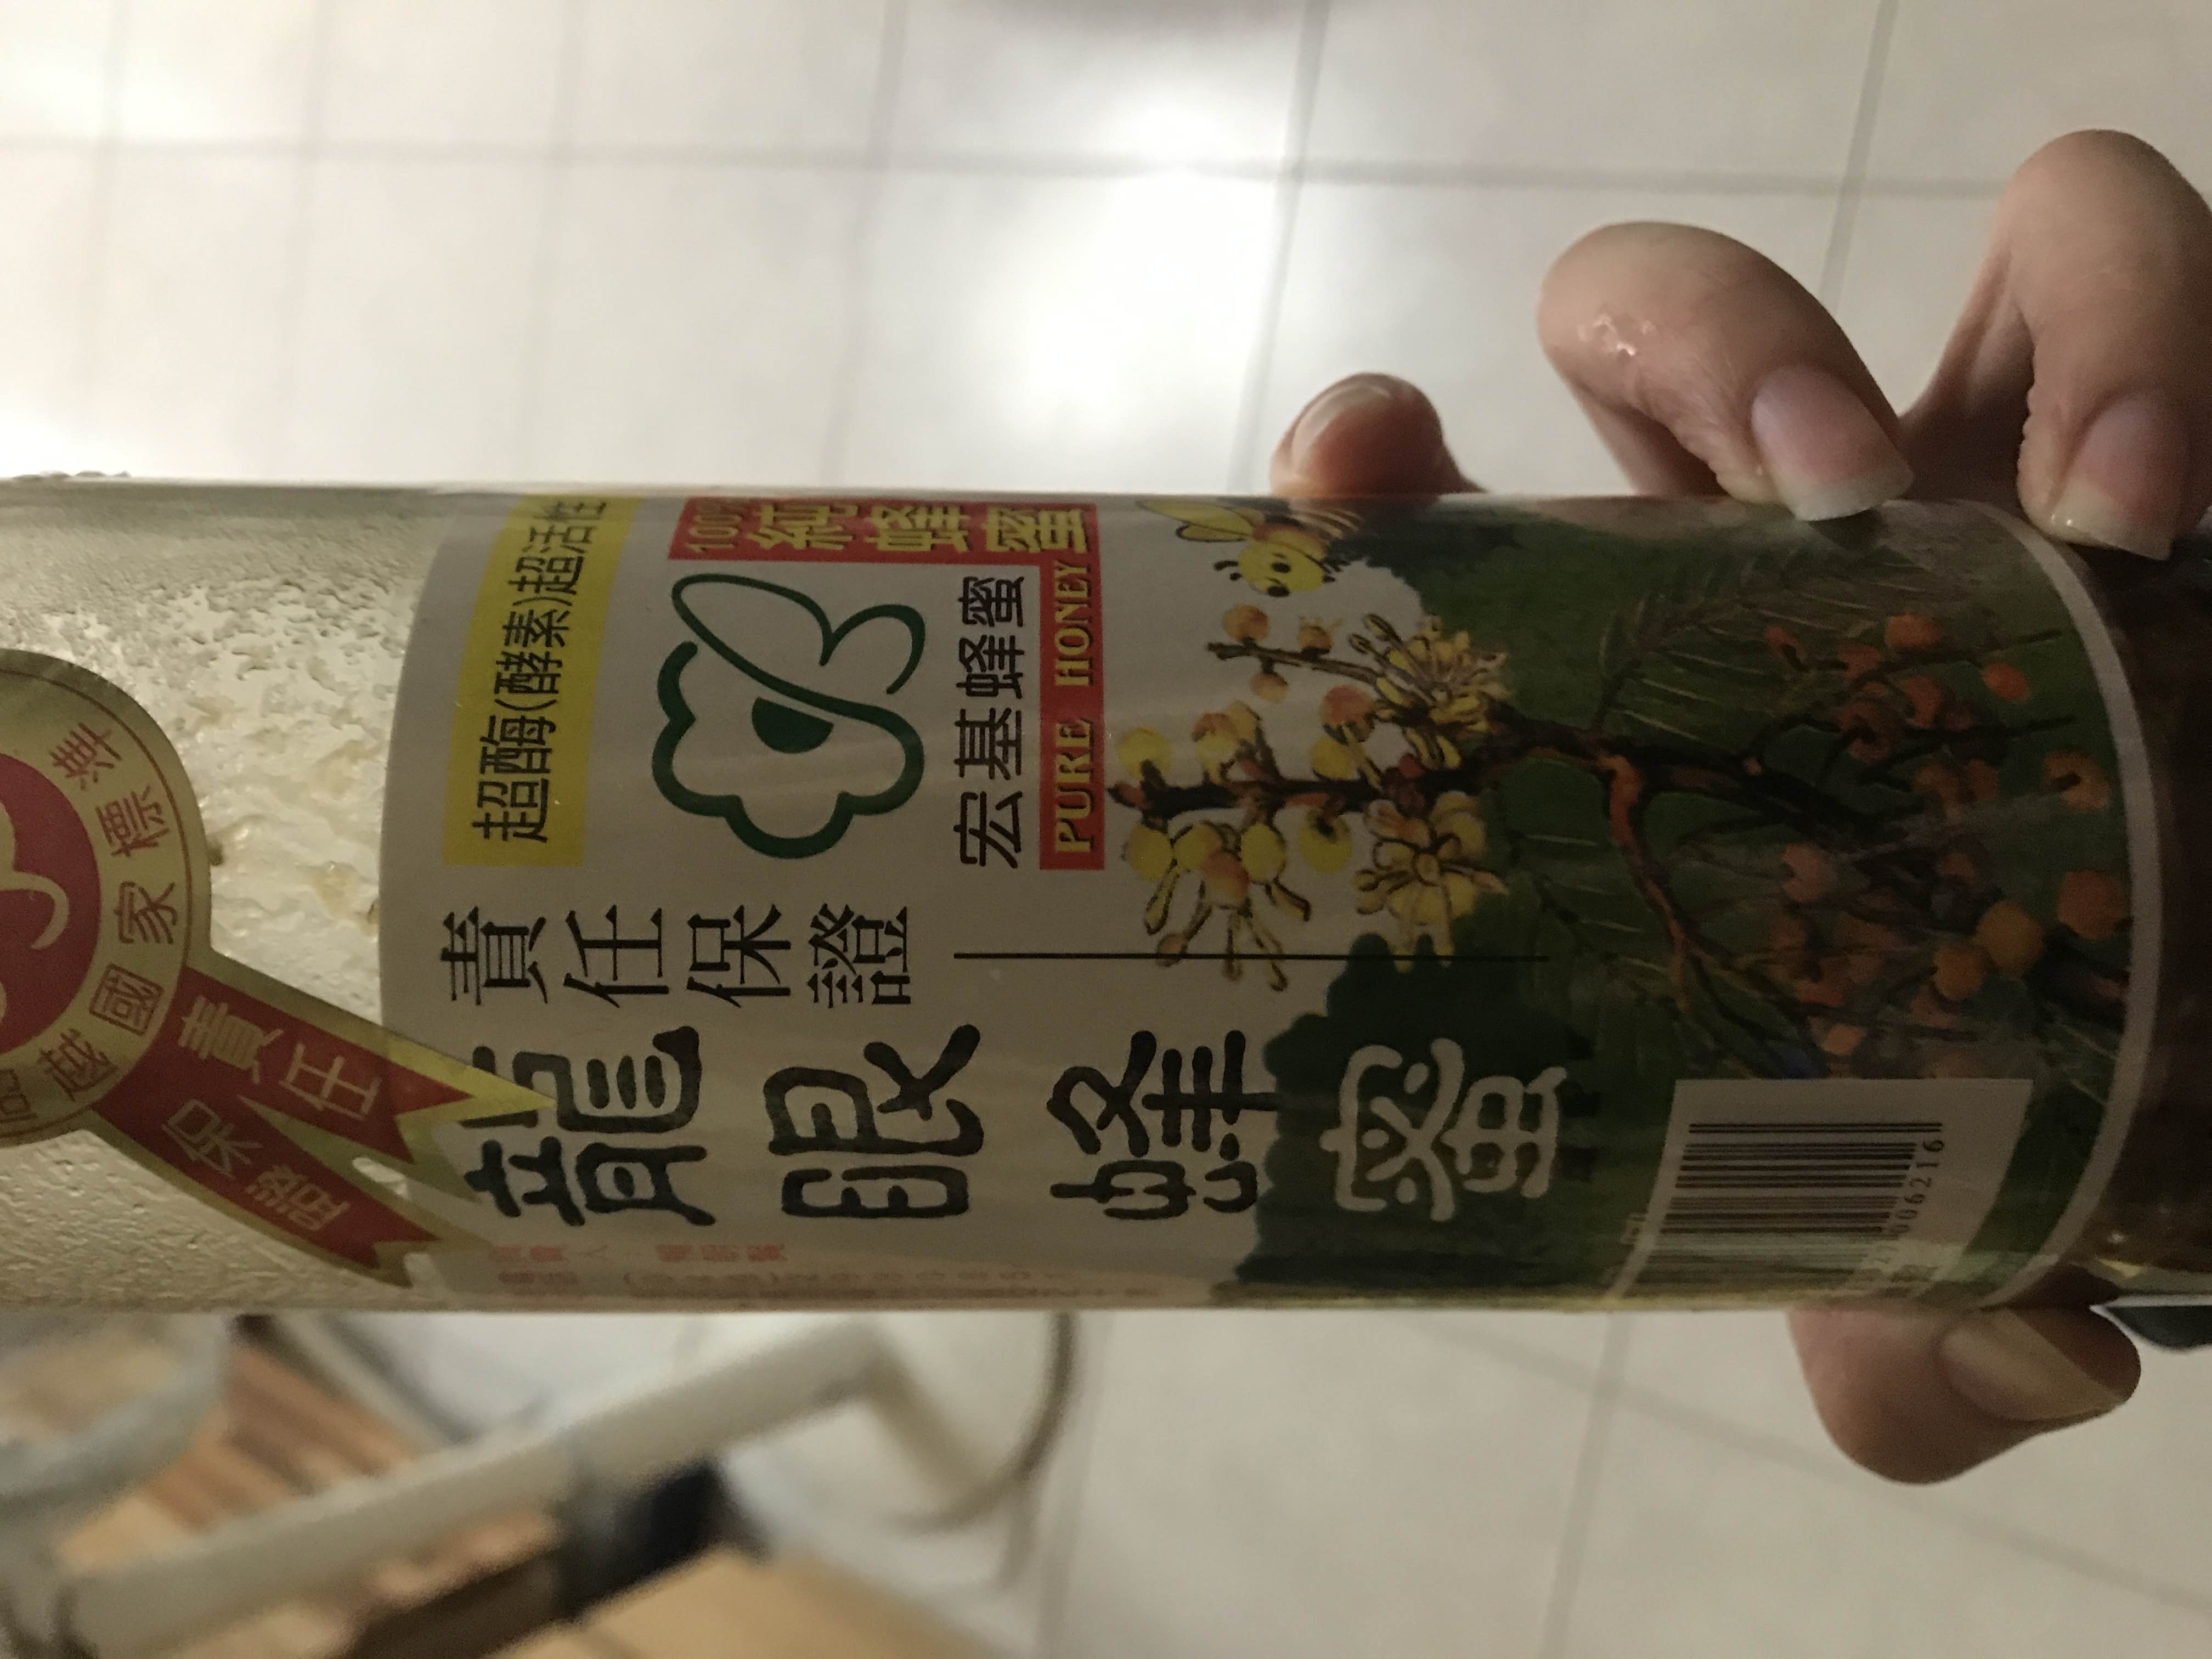 國家標準
責任
保證
超酶(酵素)超活性
100%
純蜂蜜
宏基蜂蜜
PURE HONEY
責任保證
龍眼蜂蜜
006216